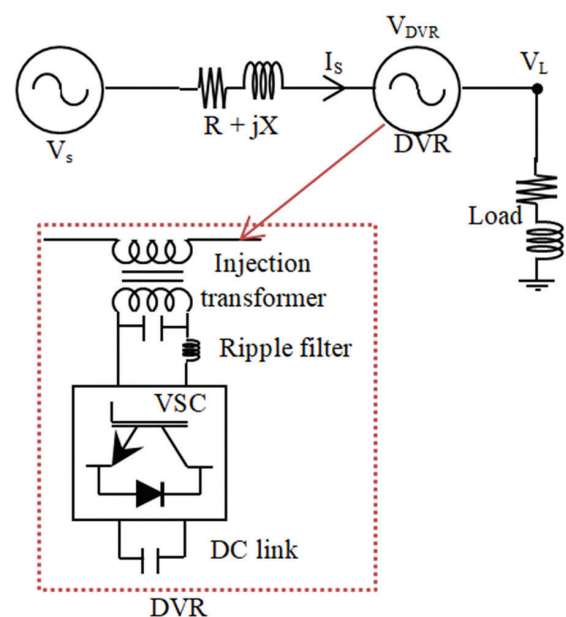 V_DVR
I_S
V_L
V_s
R + jX
DVR
Load
Injection
transformer
Ripple filter
VSC
DC link
DVR